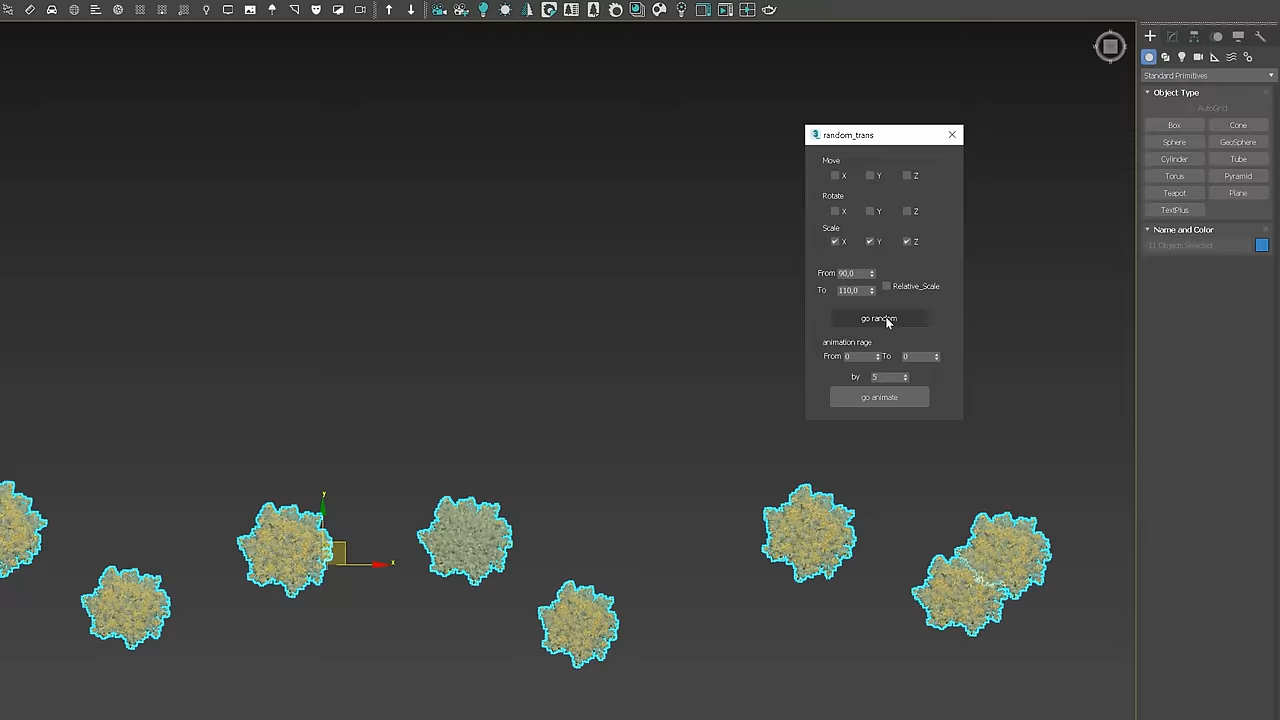 Standard Primitives
Object Type
AutoGrid
Box
Cone
Sphere
GeoSphere
Cylinder
Tube
Torus
Pyramid
Teapot
Plane
TextPlus
Name and Color
11 Objects Selected
random_trans
Move
X Y Z
Rotate
X Y Z
Scale
X Y Z
From 90,0
To 110,0
Relative_Scale
go random
animation rage
From 0 To 0
by 5
go animate
y
x